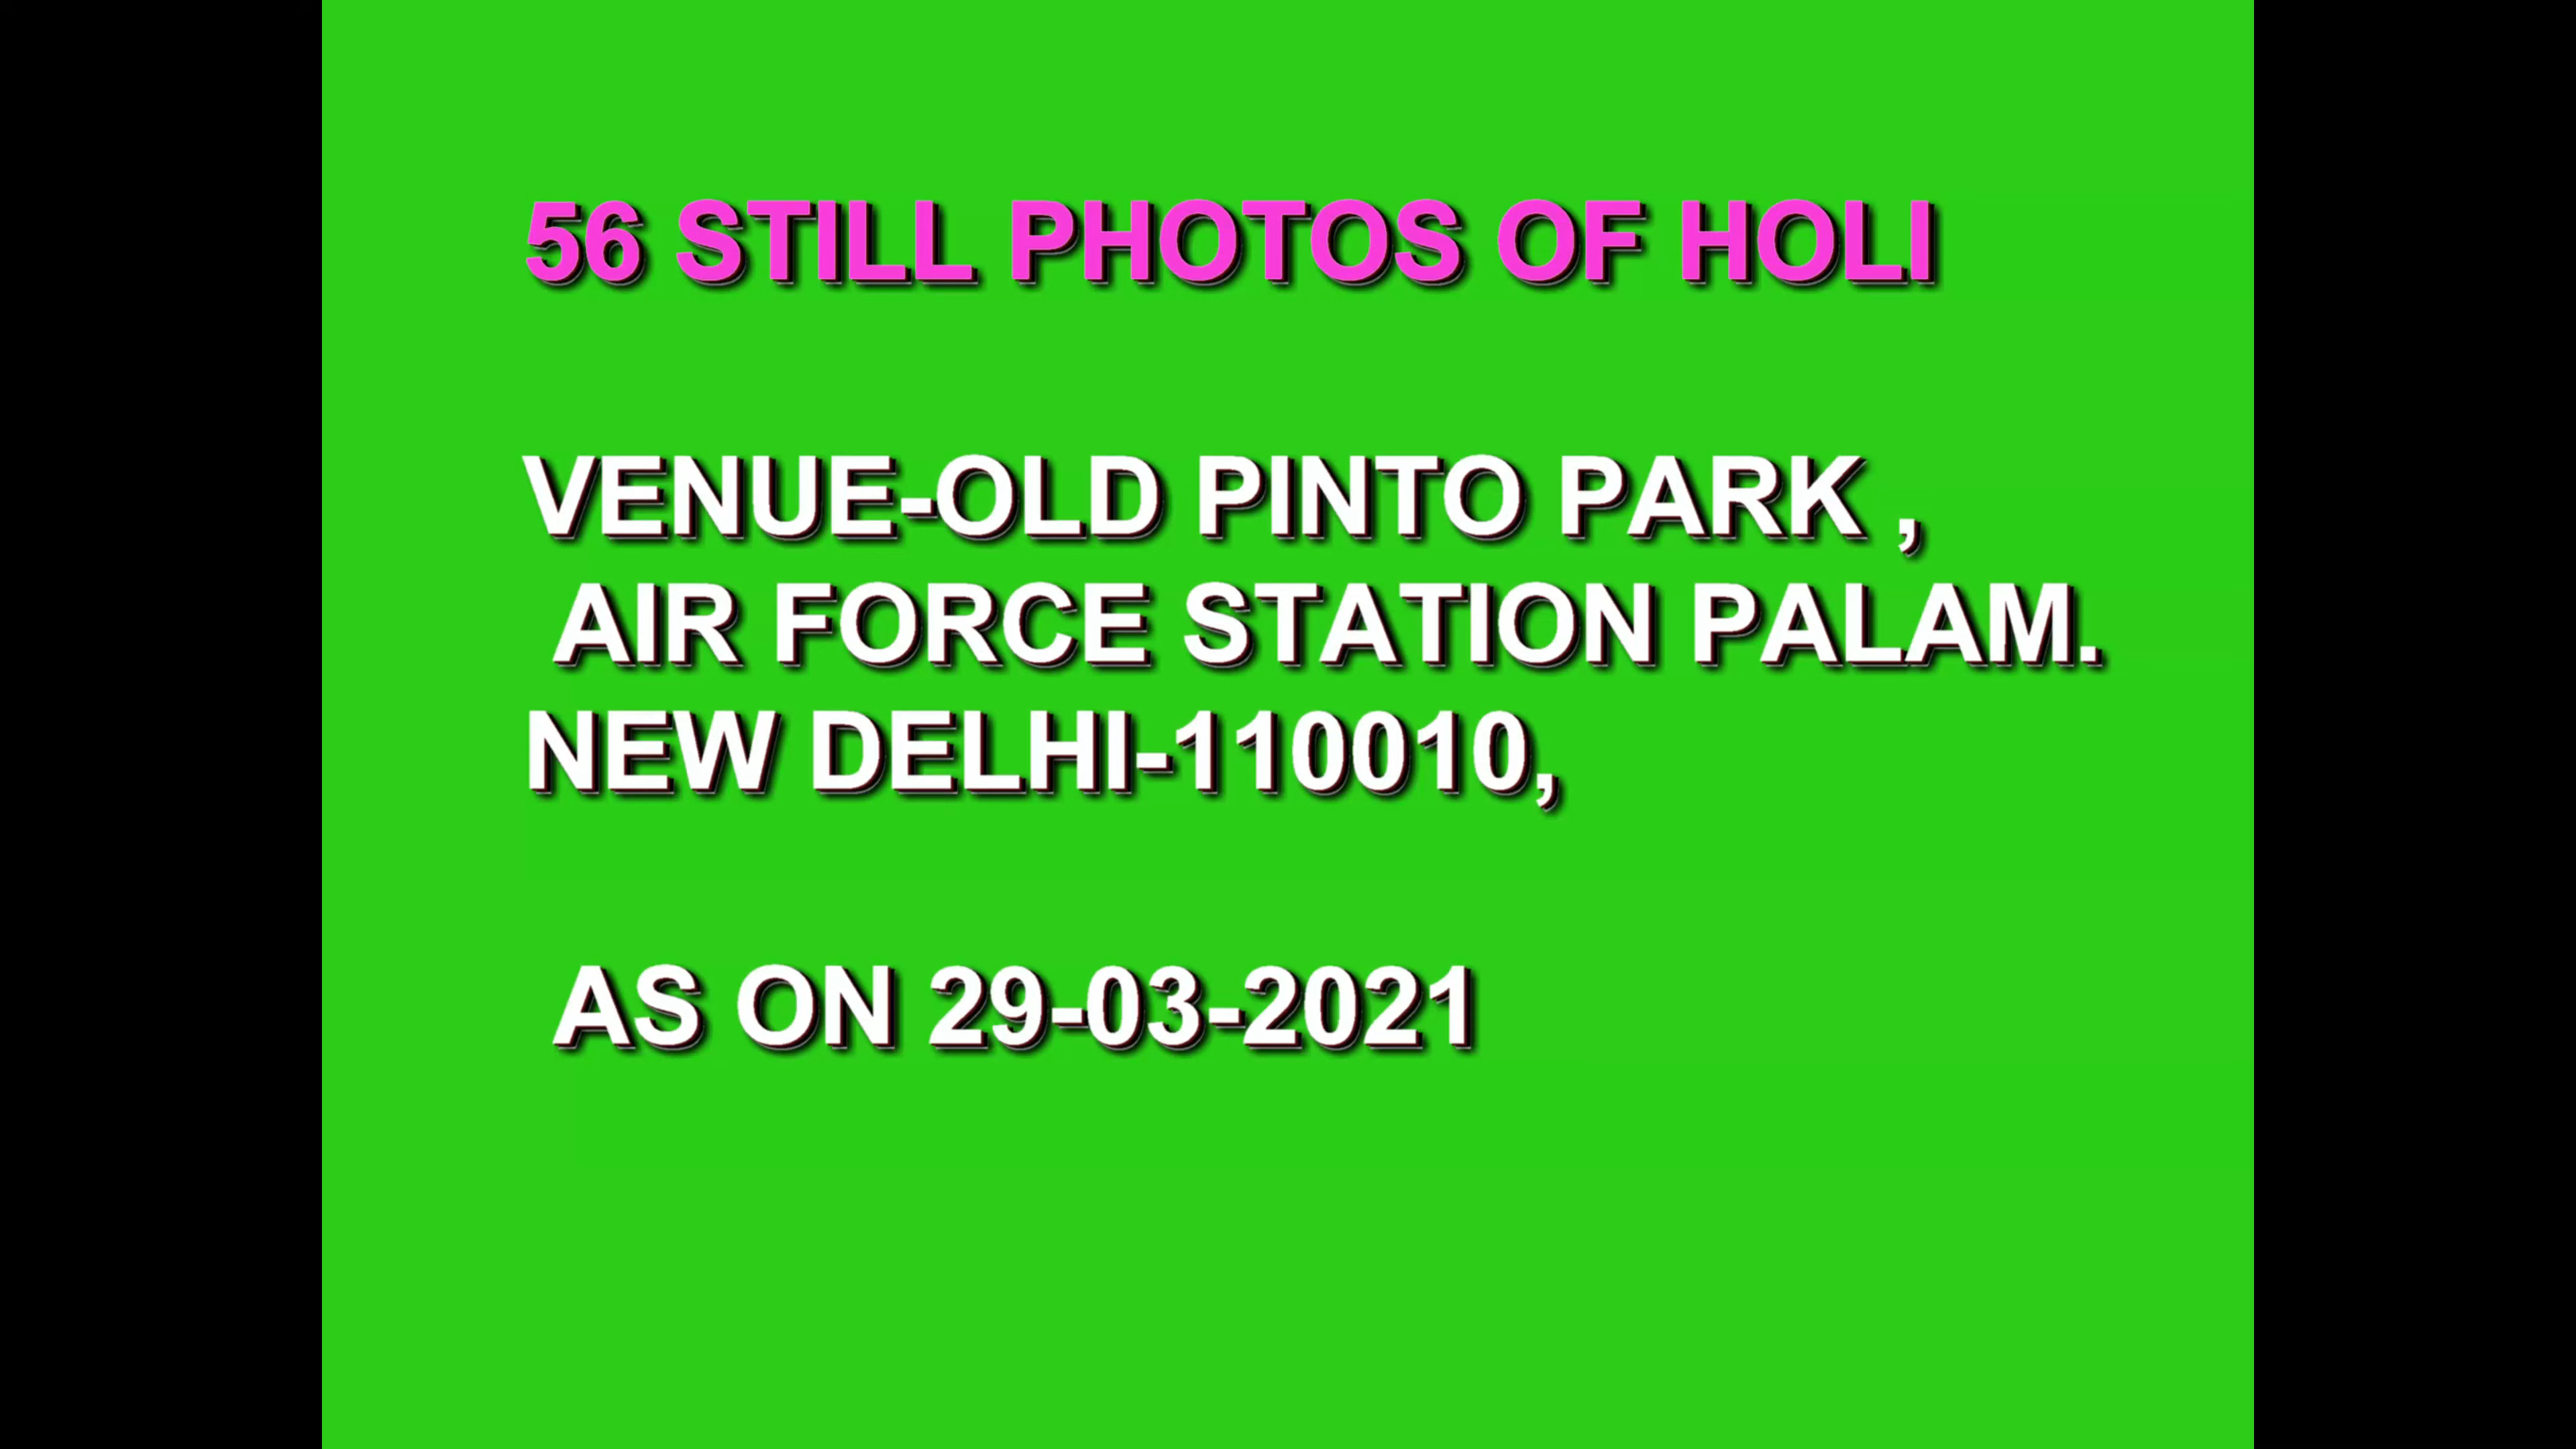 56 STILL PHOTOS OF HOLI
VENUE-OLD PINTO PARK ,
AIR FORCE STATION PALAM.
NEW DELHI-110010,
AS ON 29-03-2021